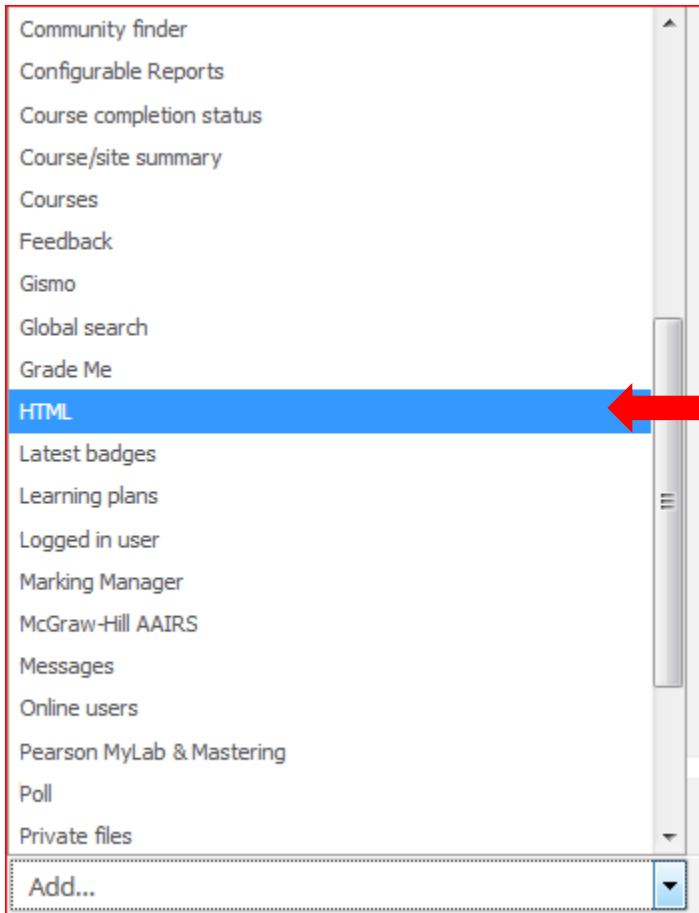 Community finder
Configurable Reports
Course completion status
Course/site summary
Courses
Feedback
Gismo
Global search
Grade Me
HTML
Latest badges
Learning plans
Logged in user
Marking Manager
McGraw-Hill AAIRS
Messages
Online users
Pearson MyLab & Mastering
Poll
Private files
Add...